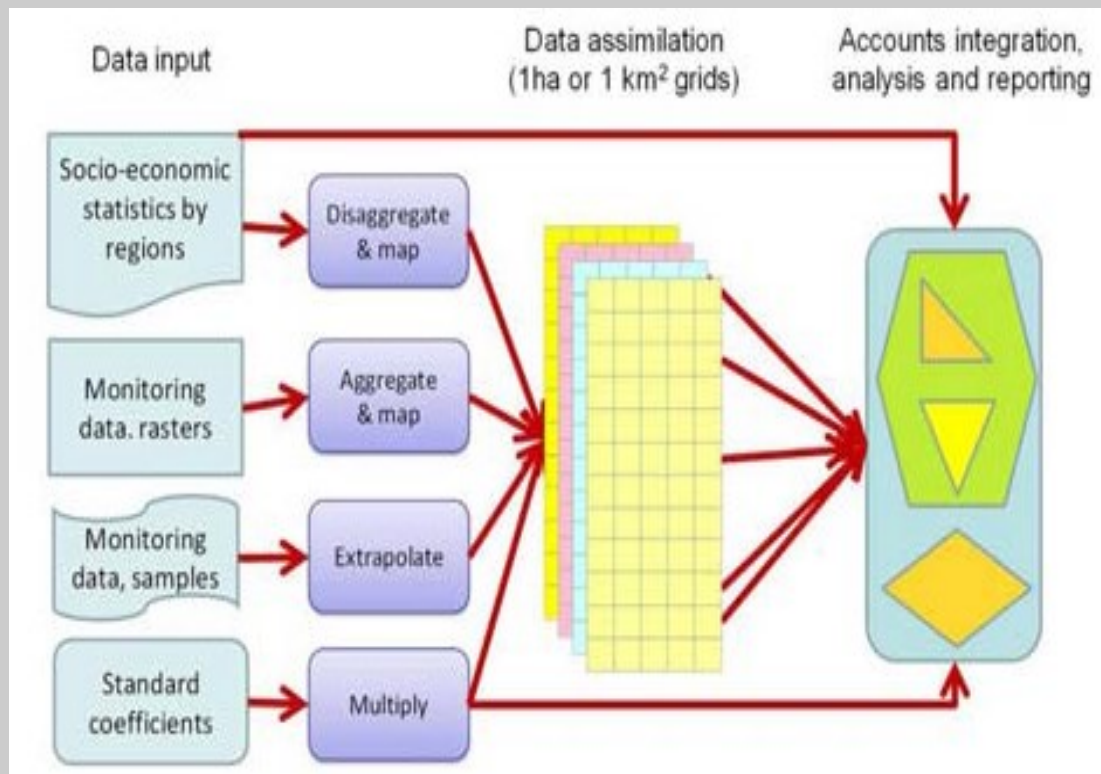 Data input
Data assimilation
(1ha or 1 km² grids)
Accounts integration,
analysis and reporting
Socio-economic
statistics by
regions
Disaggregate
& map
Monitoring
data. rasters
Aggregate
& map
Monitoring
data, samples
Extrapolate
Standard
coefficients
Multiply